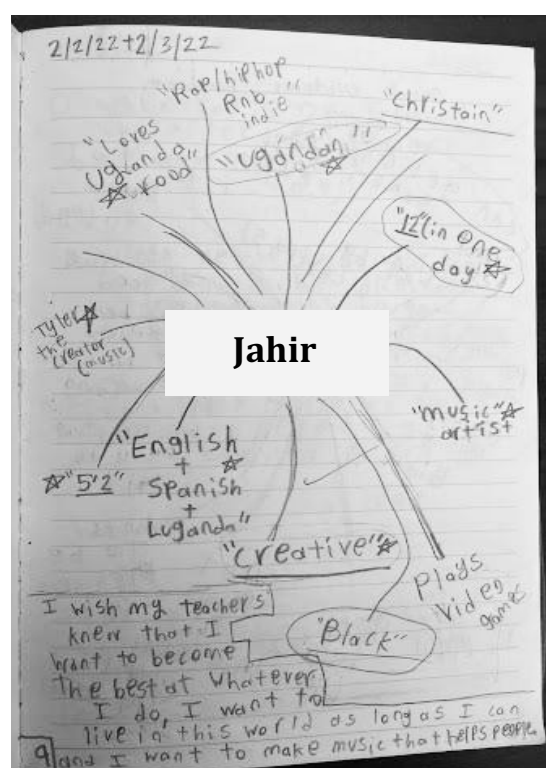 2/2/22+2/3/22
"Rap/hiphop
Rnb
indie"
"Christain"
"Loves
Uganda
Food"
"Ugandan"
"12"(in one
day
Tyler
the
Creator
(music)
Jahir
"music"
artist
"5'2"
"English
+
Spanish
+
Luganda"
"creative"
Plays
Video
games
"Black"
I wish my teachers
knew that I
want to become
the best at whatever
I do, I want to
live in this world as long as I can
and I want to make music that helps people.
9